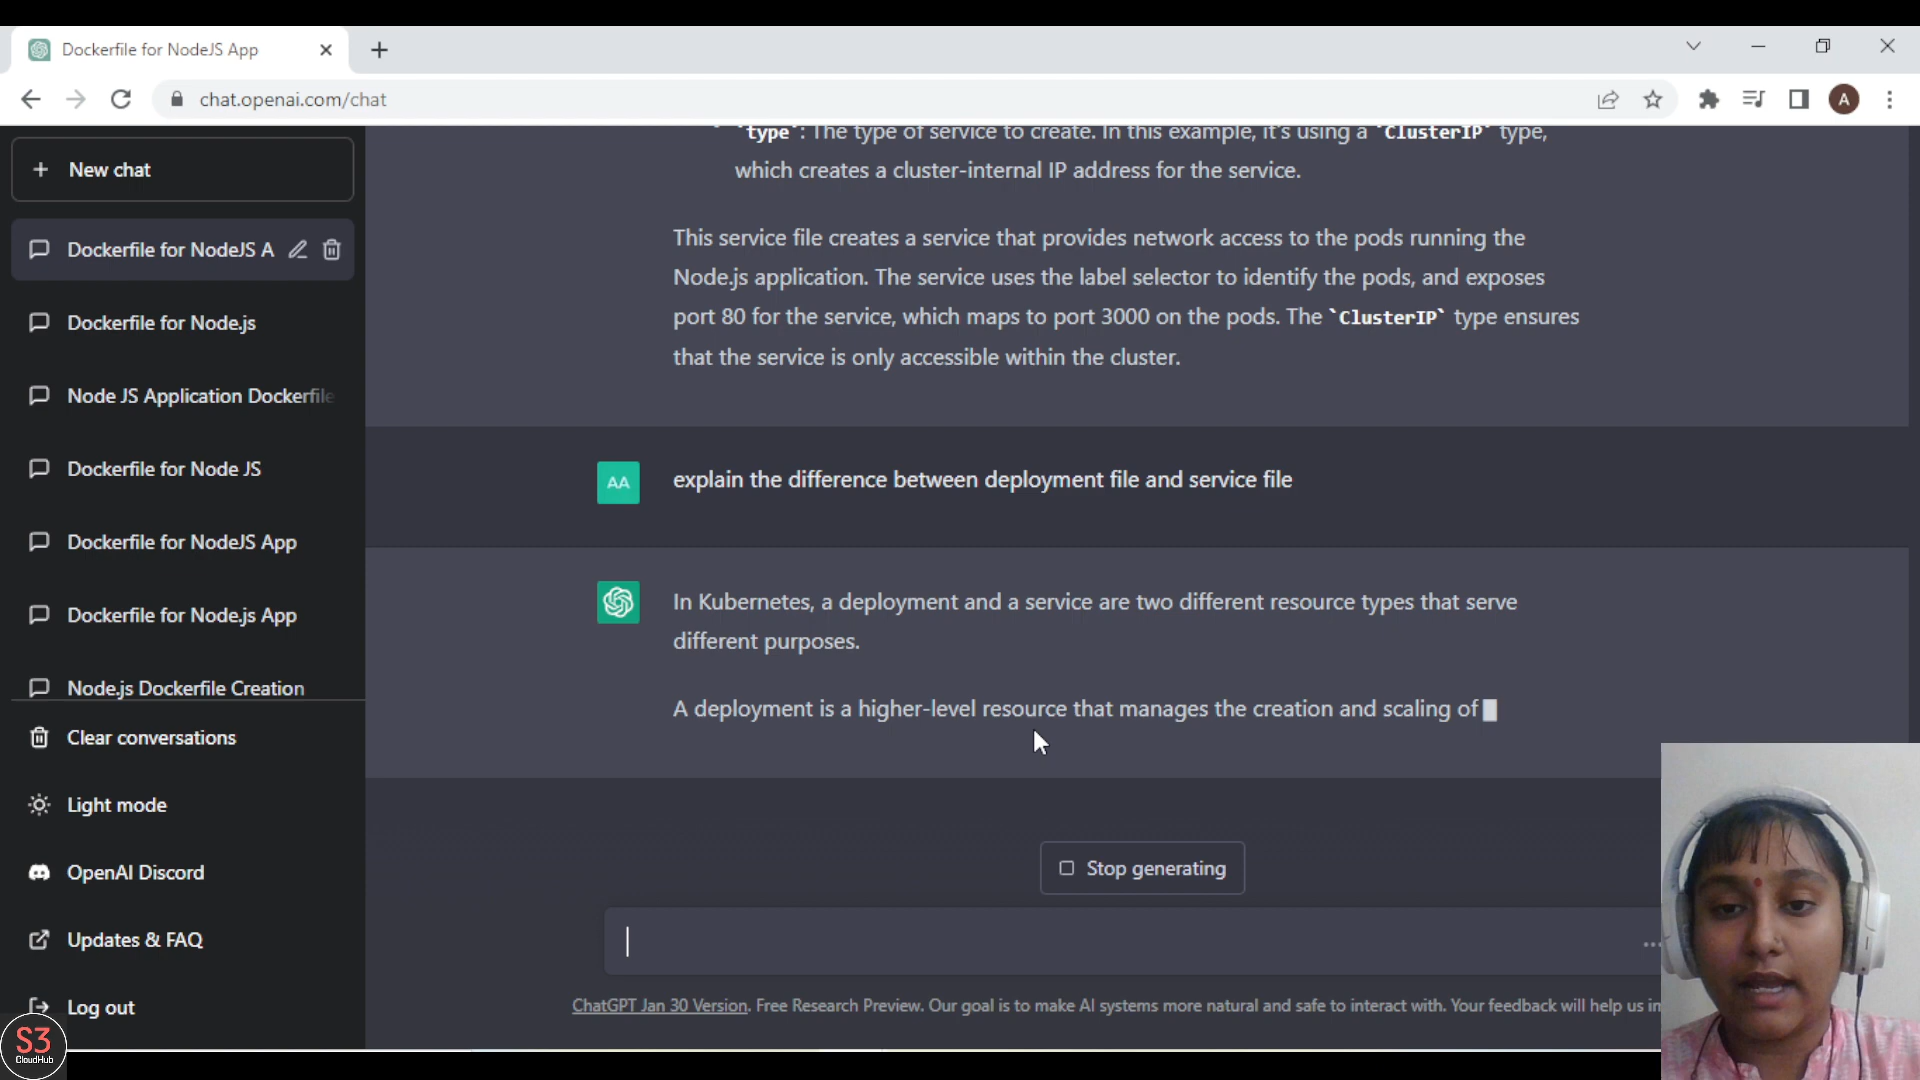 Dockerfile for NodeJS App
chat.openai.com/chat
A
New chat
Dockerfile for NodeJS A
Dockerfile for Node.js
Node JS Application Dockerfile
Dockerfile for Node JS
Dockerfile for NodeJS App
Dockerfile for Node.js App
Node.js Dockerfile Creation
Clear conversations
Light mode
OpenAI Discord
Updates & FAQ
Log out
S3
CloudHub
`type`: The type of service to create. In this example, it's using a `ClusterIP` type,
which creates a cluster-internal IP address for the service.
This service file creates a service that provides network access to the pods running the
Node.js application. The service uses the label selector to identify the pods, and exposes
port 80 for the service, which maps to port 3000 on the pods. The `ClusterIP` type ensures
that the service is only accessible within the cluster.
AA
explain the difference between deployment file and service file
In Kubernetes, a deployment and a service are two different resource types that serve
different purposes.
A deployment is a higher-level resource that manages the creation and scaling of
Stop generating
ChatGPT Jan 30 Version. Free Research Preview. Our goal is to make AI systems more natural and safe to interact with. Your feedback will help us